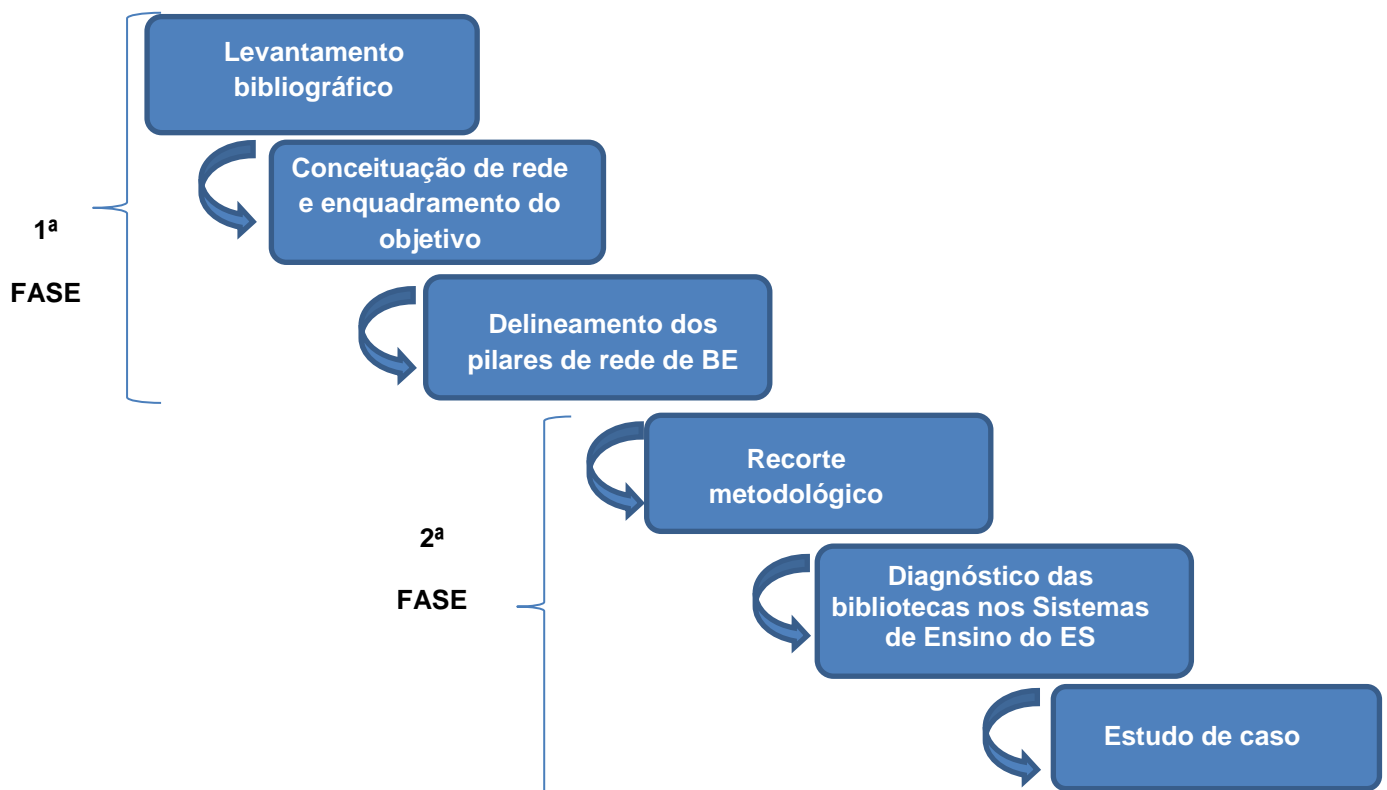 Levantamento
bibliográfico
Conceituação de rede
e enquadramento do
objetivo
1ª
FASE
Delineamento dos
pilares de rede de BE
Recorte
metodológico
2ª
FASE
Diagnóstico das
bibliotecas nos Sistemas
de Ensino do ES
Estudo de caso